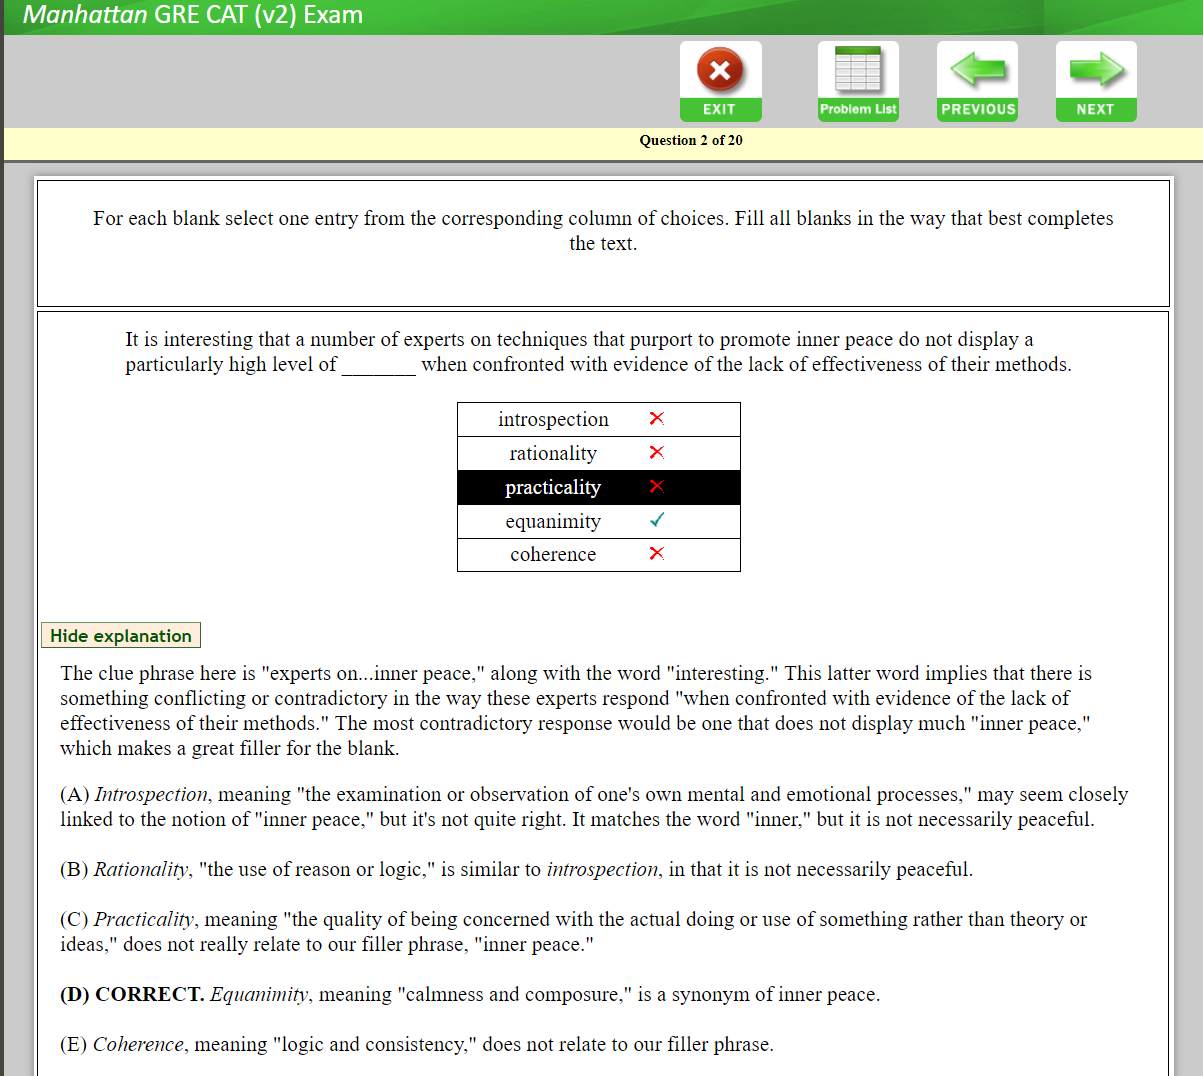 Manhattan GRE CAT (v2) Exam
EXIT
Problem List
PREVIOUS
NEXT
Question 2 of 20
For each blank select one entry from the corresponding column of choices. Fill all blanks in the way that best completes
the text.
It is interesting that a number of experts on techniques that purport to promote inner peace do not display a
particularly high level of _______ when confronted with evidence of the lack of effectiveness of their methods.
introspection
rationality
practicality
equanimity
coherence
Hide explanation
The clue phrase here is "experts on...inner peace," along with the word "interesting." This latter word implies that there is
something conflicting or contradictory in the way these experts respond "when confronted with evidence of the lack of
effectiveness of their methods." The most contradictory response would be one that does not display much "inner peace,"
which makes a great filler for the blank.
(A) Introspection, meaning "the examination or observation of one's own mental and emotional processes," may seem closely
linked to the notion of "inner peace," but it's not quite right. It matches the word "inner," but it is not necessarily peaceful.
(B) Rationality, "the use of reason or logic," is similar to introspection, in that it is not necessarily peaceful.
(C) Practicality, meaning "the quality of being concerned with the actual doing or use of something rather than theory or
ideas," does not really relate to our filler phrase, "inner peace."
(D) CORRECT. Equanimity, meaning "calmness and composure," is a synonym of inner peace.
(E) Coherence, meaning "logic and consistency," does not relate to our filler phrase.